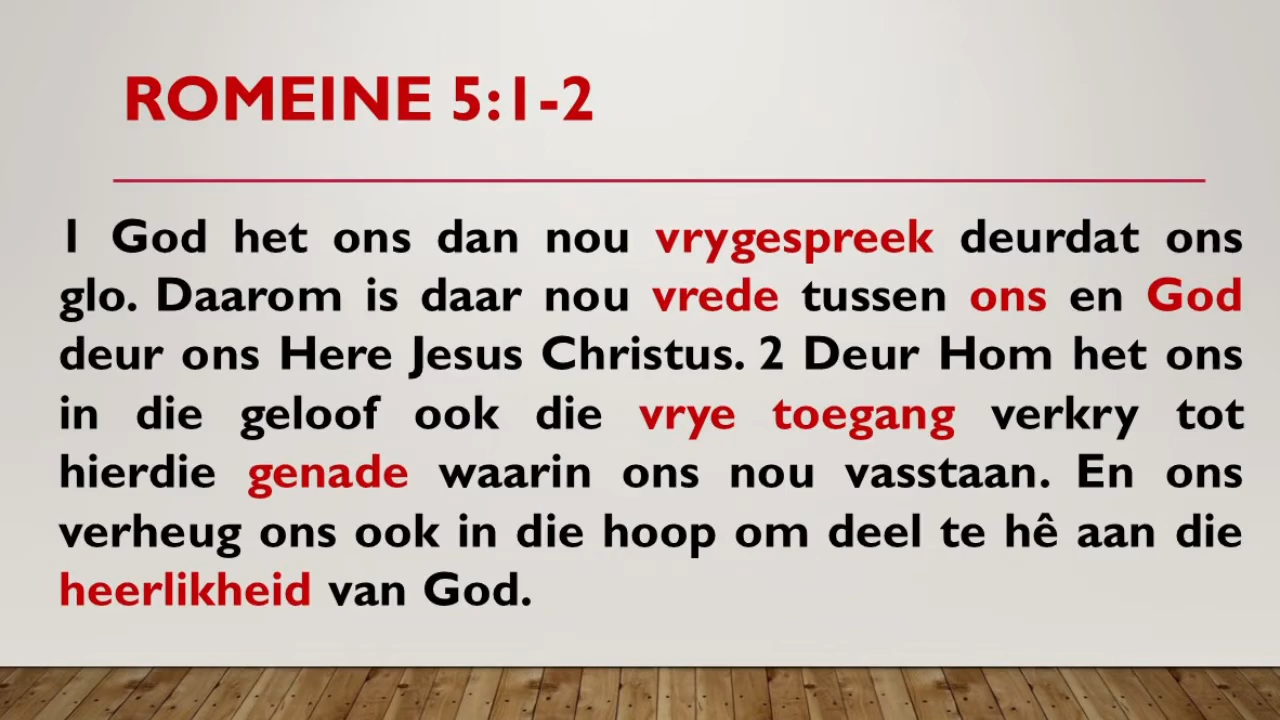 ROMEINE 5:1-2
1 God het ons dan nou vrygespreek deurdat ons
glo. Daarom is daar nou vrede tussen ons en God
deur ons Here Jesus Christus. 2 Deur Hom het ons
in die geloof ook die vrye toegang verkry tot
hierdie genade waarin ons nou vasstaan. En ons
verheug ons ook in die hoop om deel te hê aan die
heerlikheid van God.